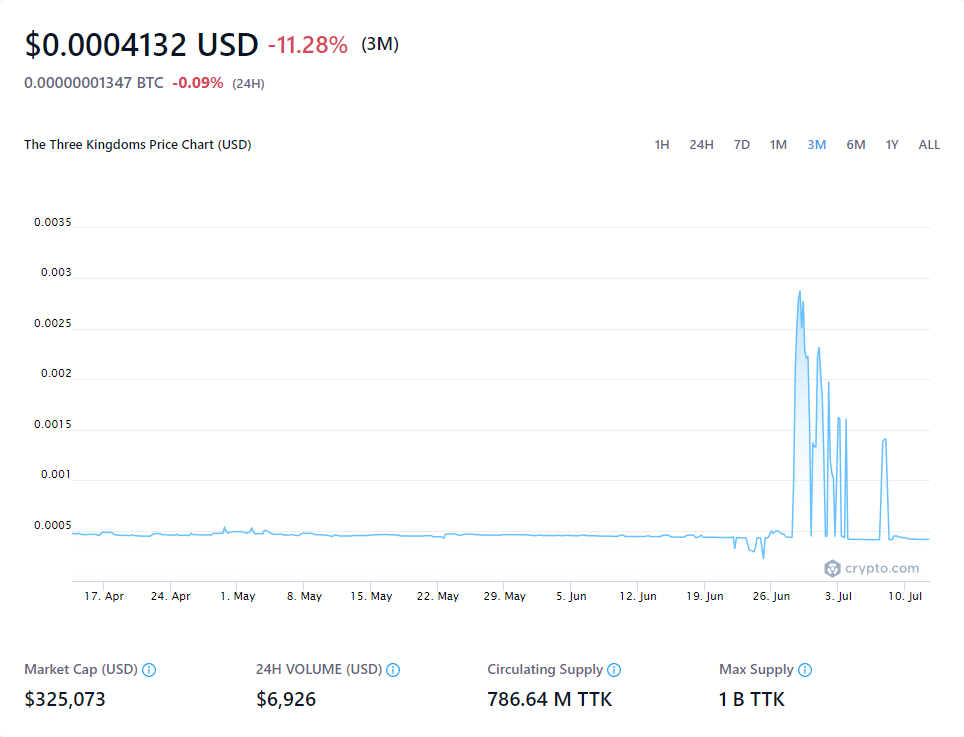 $0.0004132 USD -11.28% (3M)
0.00000001347 BTC -0.09% (24H)
The Three Kingdoms Price Chart (USD) 1H 24H 7D 1M 3M 6M 1Y ALL
0.0035
0.003
0.0025
0.002
0.0015
0.001
0.0005
crypto.com
17. Apr 24. Apr 1. May 8. May 15. May 22. May 29. May 5. Jun 12. Jun 19. Jun 26. Jun 3. Jul 10. Jul
Market Cap (USD) 24H VOLUME (USD) Circulating Supply Max Supply
$325,073 $6,926 786.64 M TTK 1 B TTK